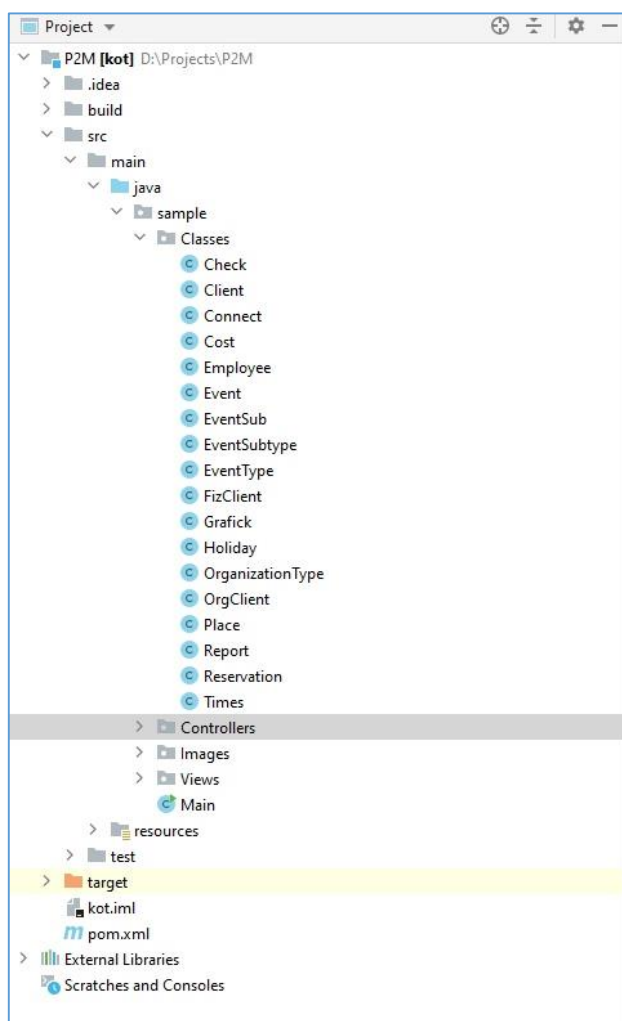 Project
P2M [kot] D:\Projects\P2M
.idea
build
src
main
java
sample
Classes
Check
Client
Connect
Cost
Employee
Event
EventSub
EventSubtype
EventType
FizClient
Grafick
Holiday
OrganizationType
OrgClient
Place
Report
Reservation
Times
Controllers
Images
Views
Main
resources
test
target
kot.iml
pom.xml
External Libraries
Scratches and Consoles